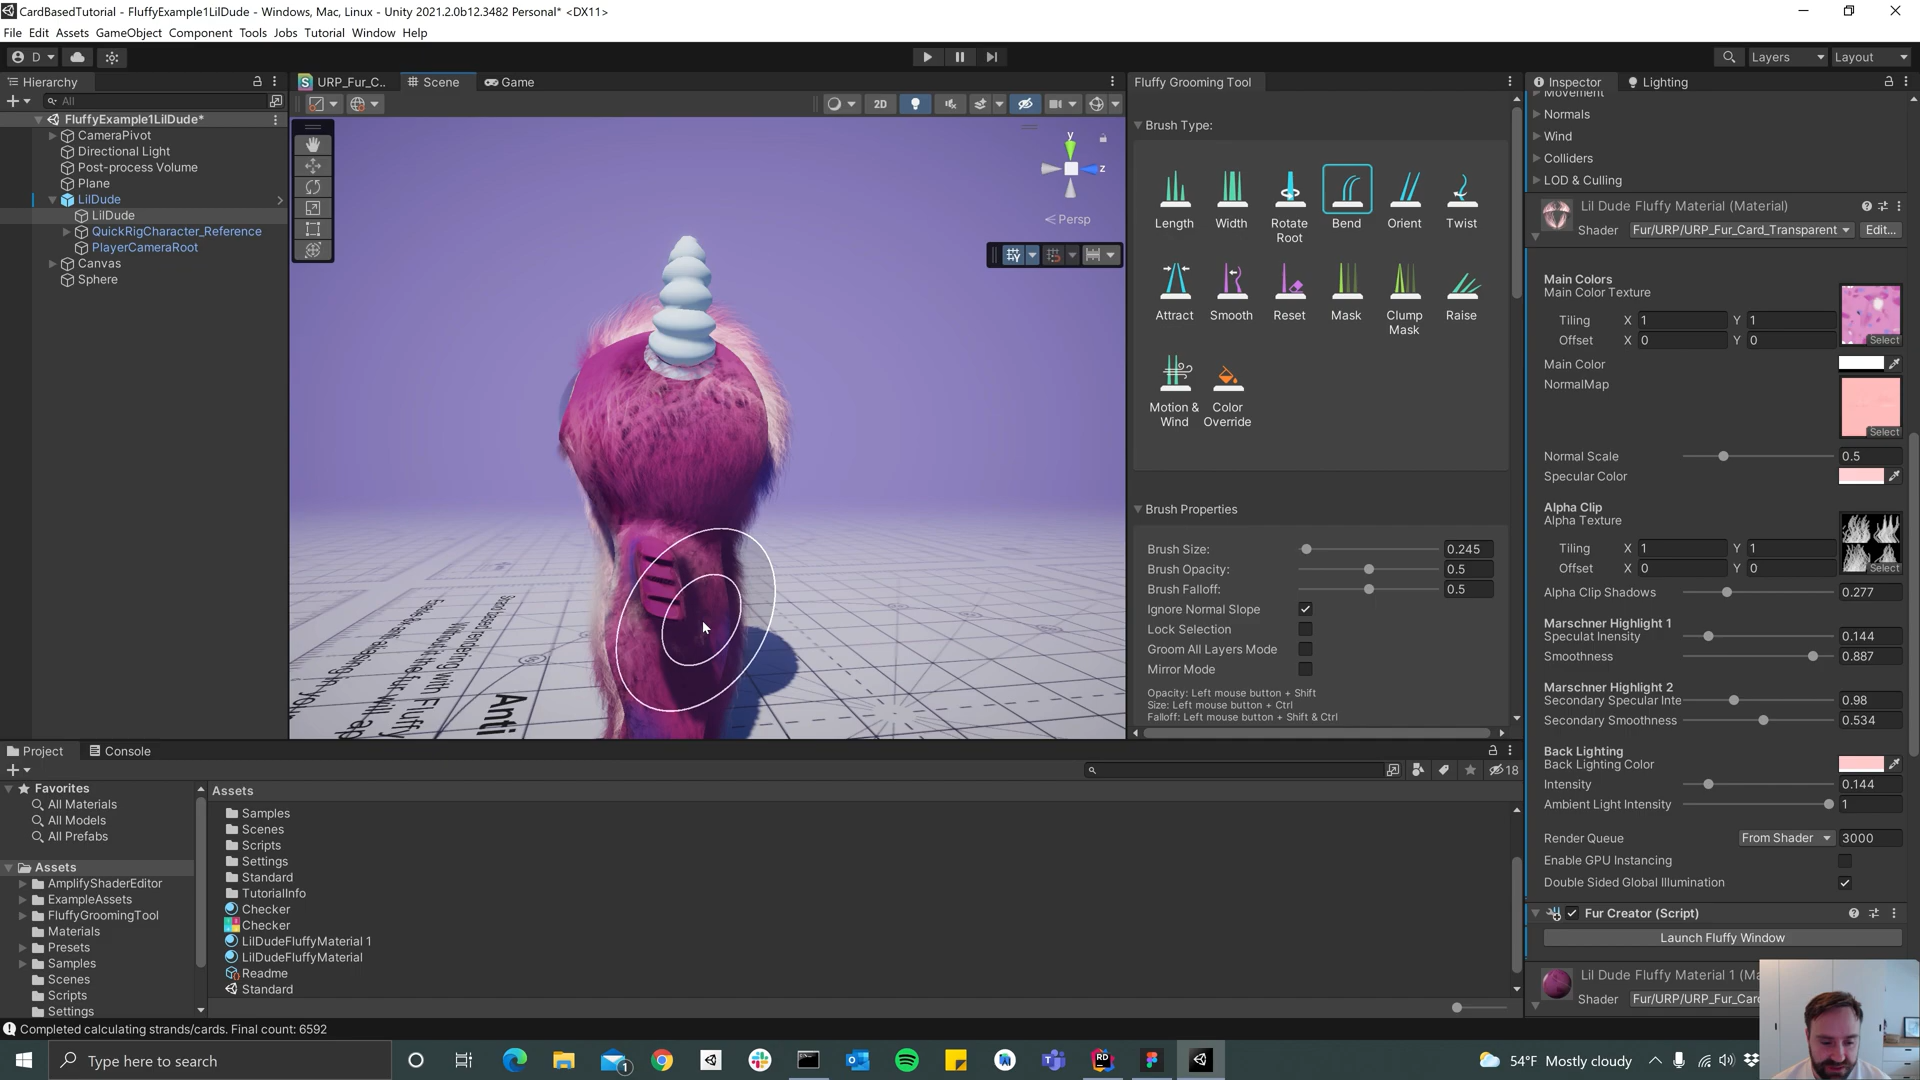 CardBasedTutorial - FluffyExample1LilDude - Windows, Mac, Linux - Unity 2021.2.0b12.3482 Personal* <DX11>
File Edit Assets GameObject Component Tools Jobs Tutorial Window Help
D
Layers
Layout
Hierarchy
All
FluffyExample1LilDude*
CameraPivot
Directional Light
Post-process Volume
Plane
LilDude
LilDude
QuickRigCharacter_Reference
PlayerCameraRoot
Canvas
Sphere
URP_Fur_C..
Scene
Game
2D
y
z
Persp
Anti
Fluffy Grooming Tool
Brush Type:
Length Width Rotate Root Bend Orient Twist
Attract Smooth Reset Mask Clump Mask Raise
Motion & Wind Color Override
Brush Properties
Brush Size: 0.245
Brush Opacity: 0.5
Brush Falloff: 0.5
Ignore Normal Slope
Lock Selection
Groom All Layers Mode
Mirror Mode
Opacity: Left mouse button + Shift
Size: Left mouse button + Ctrl
Falloff: Left mouse button + Shift & Ctrl
Inspector Lighting
Movement
Normals
Wind
Colliders
LOD & Culling
Lil Dude Fluffy Material (Material)
Shader Fur/URP/URP_Fur_Card_Transparent Edit...
Main Colors
Main Color Texture
Tiling X 1 Y 1
Offset X 0 Y 0
Select
Main Color
NormalMap
Select
Normal Scale 0.5
Specular Color
Alpha Clip
Alpha Texture
Tiling X 1 Y 1
Offset X 0 Y 0
Select
Alpha Clip Shadows 0.277
Marschner Highlight 1
Speculat Inensity 0.144
Smoothness 0.887
Marschner Highlight 2
Secondary Specular Inte 0.98
Secondary Smoothness 0.534
Back Lighting
Back Lighting Color
Intensity 0.144
Ambient Light Intensity 1
Render Queue From Shader 3000
Enable GPU Instancing
Double Sided Global Illumination
Fur Creator (Script)
Launch Fluffy Window
Lil Dude Fluffy Material 1 (Ma
Shader Fur/URP/URP_Fur_Car
Project Console
18
Favorites
All Materials
All Models
All Prefabs
Assets
AmplifyShaderEditor
ExampleAssets
FluffyGroomingTool
Materials
Presets
Samples
Scenes
Scripts
Settings
Assets
Samples
Scenes
Scripts
Settings
Standard
TutorialInfo
Checker
Checker
LilDudeFluffyMaterial 1
LilDudeFluffyMaterial
Readme
Standard
Completed calculating strands/cards. Final count: 6592
Type here to search
1
54°F Mostly cloudy